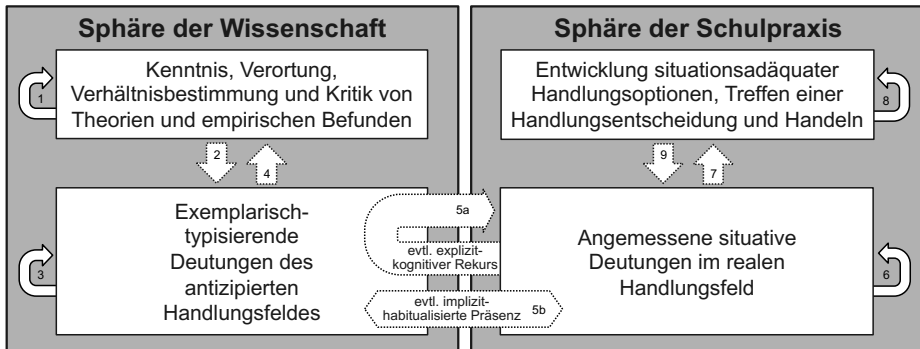 Sphäre der Wissenschaft
Kenntnis, Verortung,
Verhältnisbestimmung und Kritik von
Theorien und empirischen Befunden
1
2
4
Exemplarisch-
typisierende
Deutungen des
antizipierten
Handlungsfeldes
3
5a
evtl. explizit-
kognitiver Rekurs
evtl. implizit-
habitualisierte Präsenz
5b
Sphäre der Schulpraxis
Entwicklung situationsadäquater
Handlungsoptionen, Treffen einer
Handlungsentscheidung und Handeln
8
9
7
Angemessene situative
Deutungen im realen
Handlungsfeld
6